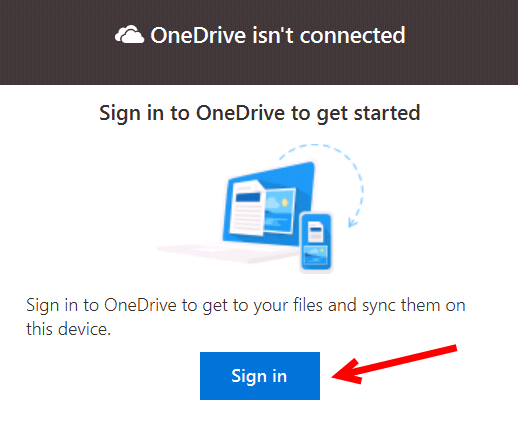 OneDrive isn't connected
Sign in to OneDrive to get started
Sign in to OneDrive to get to your files and sync them on
this device.
Sign in